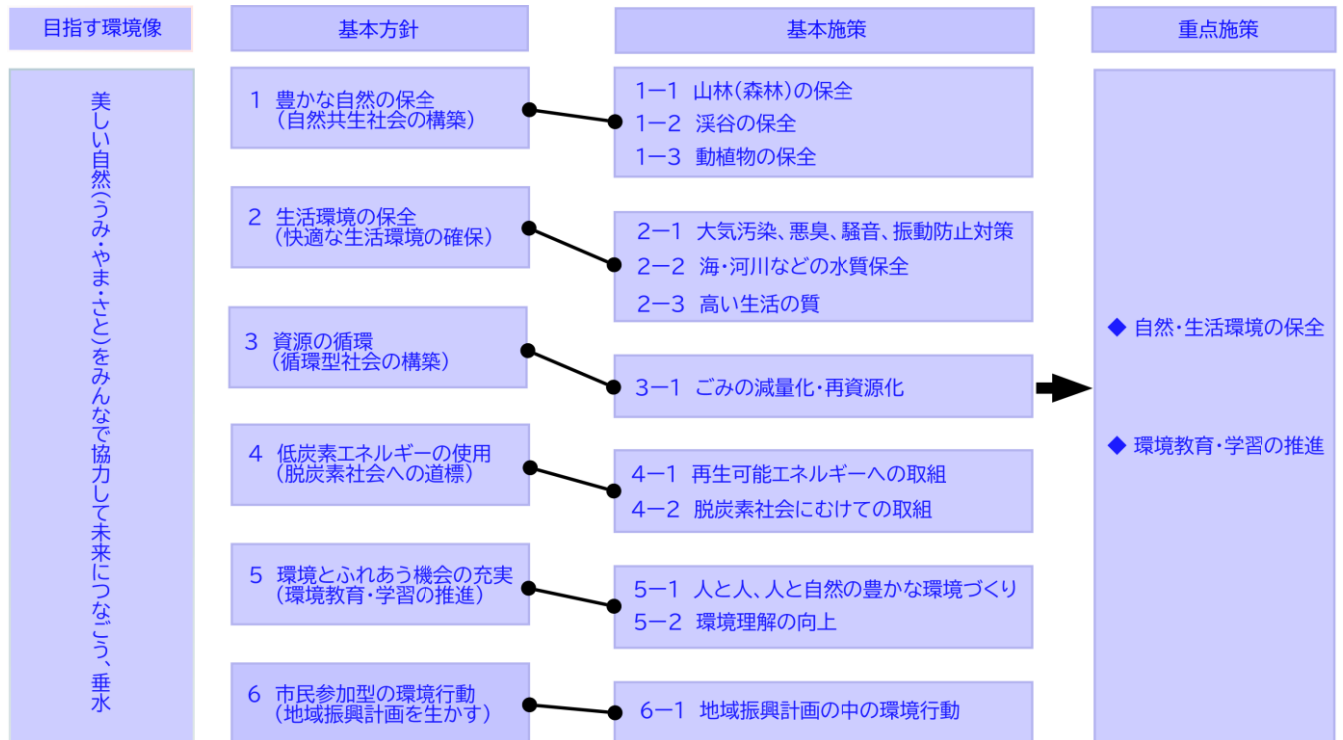 目指す環境像
基本方針
基本施策
重点施策
美しい自然(うみ・やま・さと)をみんなで協力して未来につなごう、垂水
1 豊かな自然の保全
(自然共生社会の構築)
1ー1 山林(森林)の保全
1ー2 渓谷の保全
1ー3 動植物の保全
2 生活環境の保全
(快適な生活環境の確保)
2ー1 大気汚染、悪臭、騒音、振動防止対策
2ー2 海・河川などの水質保全
2ー3 高い生活の質
3 資源の循環
(循環型社会の構築)
3ー1 ごみの減量化・再資源化
4 低炭素エネルギーの使用
(脱炭素社会への道標)
4ー1 再生可能エネルギーへの取組
4ー2 脱炭素社会にむけての取組
5 環境とふれあう機会の充実
(環境教育・学習の推進)
5ー1 人と人、人と自然の豊かな環境づくり
5ー2 環境理解の向上
6 市民参加型の環境行動
(地域振興計画を生かす)
6ー1 地域振興計画の中の環境行動
◆ 自然・生活環境の保全
◆ 環境教育・学習の推進